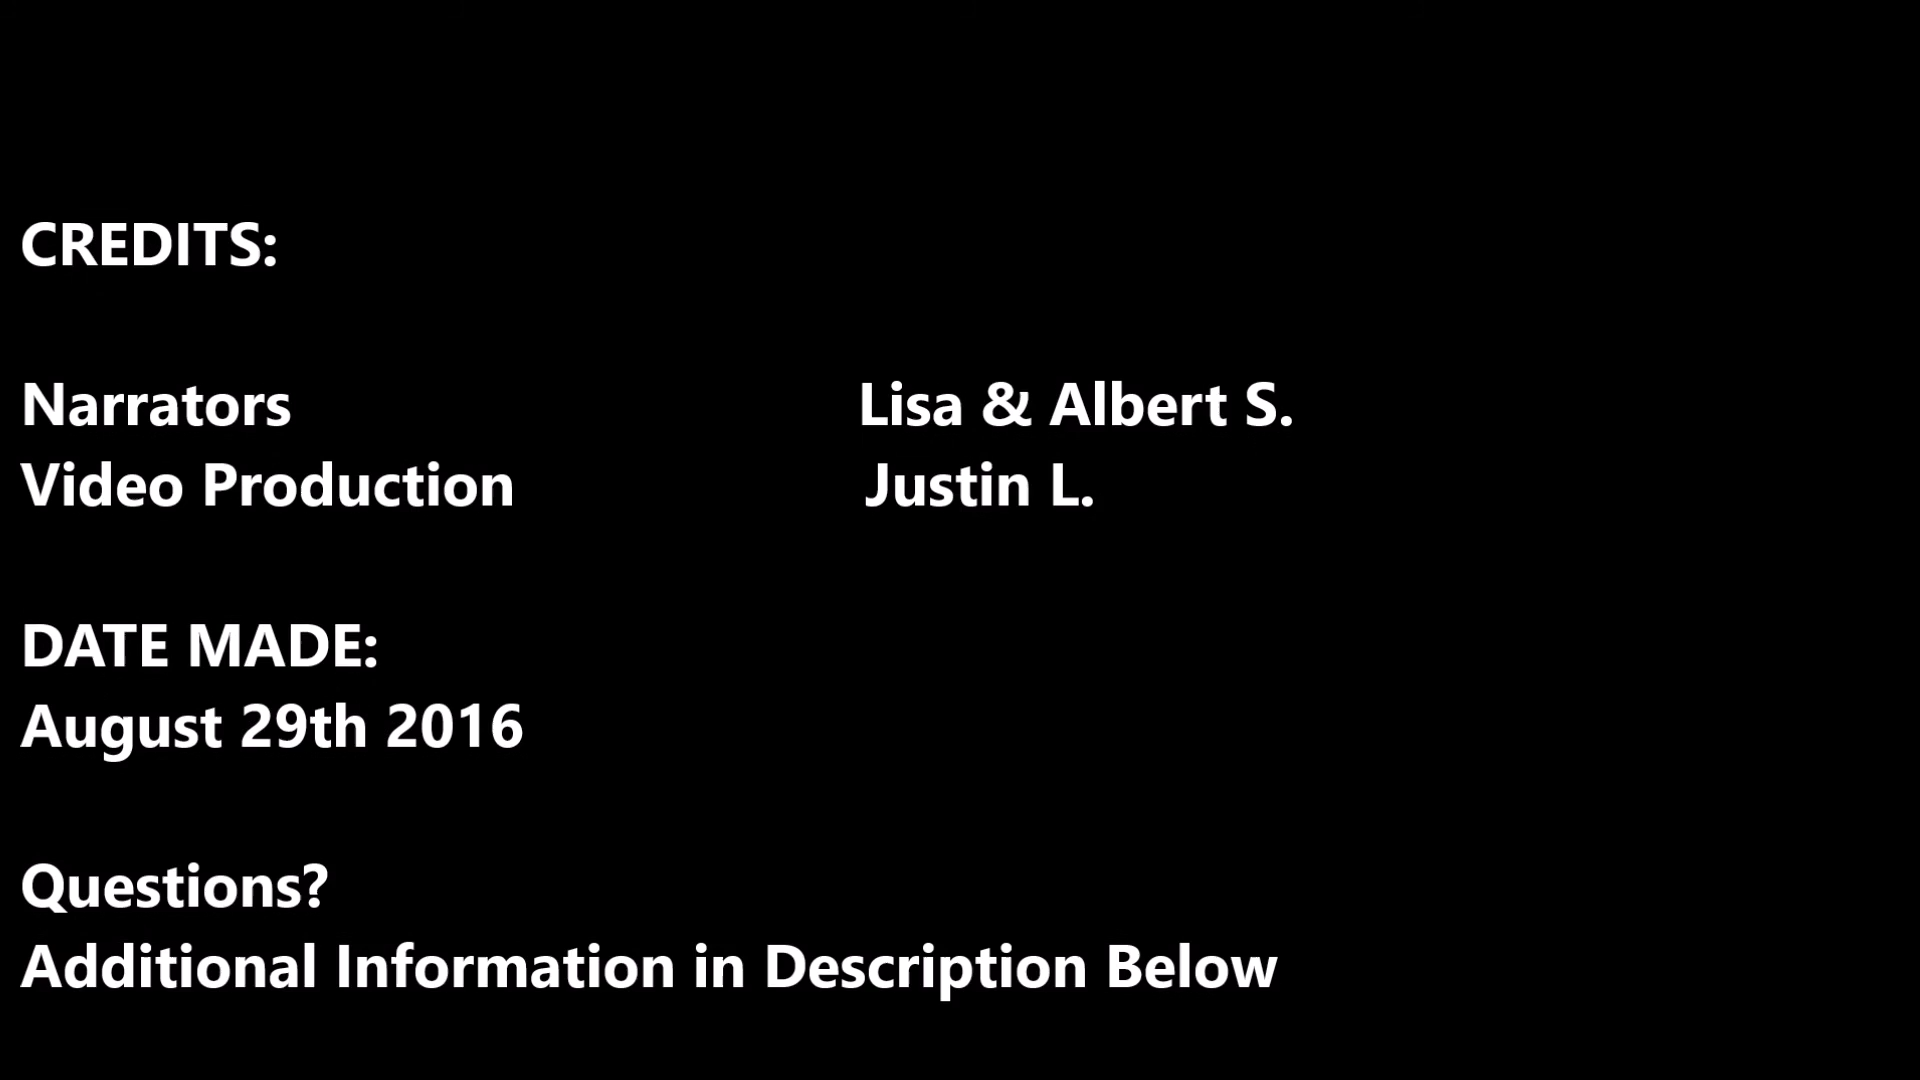 CREDITS:
Narrators Lisa & Albert S.
Video Production Justin L.
DATE MADE:
August 29th 2016
Questions?
Additional Information in Description Below